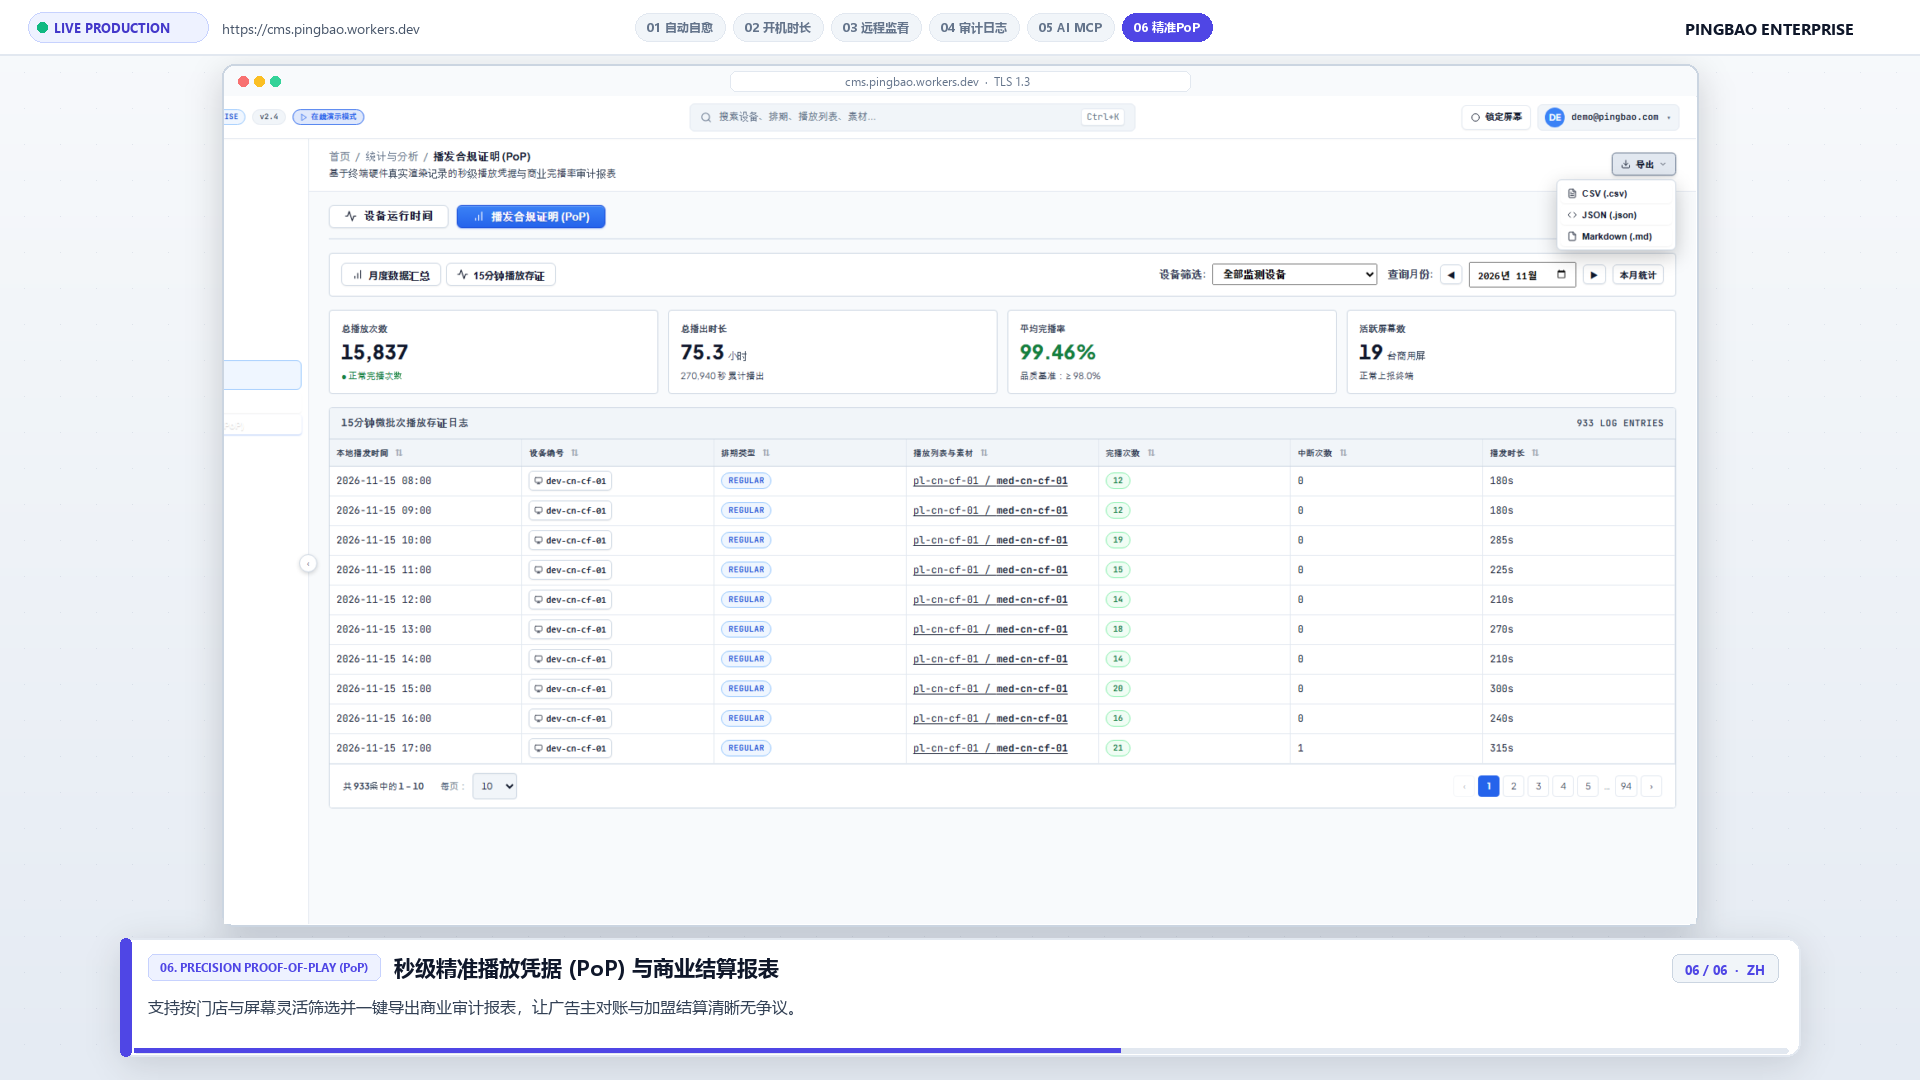 LIVE PRODUCTION
https://cms.pingbao.workers.dev
01 自动自愈
02 开机时长
03 远程监看
04 审计日志
05 AI MCP
06 精准PoP
PINGBAO ENTERPRISE
cms.pingbao.workers.dev · TLS 1.3
ISE
v2.4
在线演示模式
搜索设备、排期、播放列表、素材...
Ctrl+K
锁定屏幕
DE
demo@pingbao.com
首页 / 统计与分析 / 播发合规证明 (PoP)
基于终端硬件真实渲染记录的秒级播放凭据与商业完播率审计报表
导出
CSV (.csv)
JSON (.json)
Markdown (.md)
设备运行时间
播发合规证明 (PoP)
月度数据汇总
15分钟播放存证
设备筛选:
全部监测设备
查询月份:
◀
2026년 11월
▶
本月统计
总播放次数
15,837
● 正常完播次数
总播出时长
75.3 小时
270,940 秒 累计播出
平均完播率
99.46%
品质基准：≥ 98.0%
活跃屏幕数
19 台商用屏
正常上报终端
PoP)
15分钟微批次播放存证日志
933 LOG ENTRIES
本地播发时间 设备编号 排期类型 播放列表与素材 完播次数 中断次数 播发时长
2026-11-15 08:00 dev-cn-cf-01 REGULAR pl-cn-cf-01 / med-cn-cf-01 12 0 180s
2026-11-15 09:00 dev-cn-cf-01 REGULAR pl-cn-cf-01 / med-cn-cf-01 12 0 180s
2026-11-15 10:00 dev-cn-cf-01 REGULAR pl-cn-cf-01 / med-cn-cf-01 19 0 285s
2026-11-15 11:00 dev-cn-cf-01 REGULAR pl-cn-cf-01 / med-cn-cf-01 15 0 225s
2026-11-15 12:00 dev-cn-cf-01 REGULAR pl-cn-cf-01 / med-cn-cf-01 14 0 210s
2026-11-15 13:00 dev-cn-cf-01 REGULAR pl-cn-cf-01 / med-cn-cf-01 18 0 270s
2026-11-15 14:00 dev-cn-cf-01 REGULAR pl-cn-cf-01 / med-cn-cf-01 14 0 210s
2026-11-15 15:00 dev-cn-cf-01 REGULAR pl-cn-cf-01 / med-cn-cf-01 20 0 300s
2026-11-15 16:00 dev-cn-cf-01 REGULAR pl-cn-cf-01 / med-cn-cf-01 16 0 240s
2026-11-15 17:00 dev-cn-cf-01 REGULAR pl-cn-cf-01 / med-cn-cf-01 21 1 315s
共 933条 中的 1 – 10
每页：
10
‹ 1 2 3 4 5 … 94 ›
06. PRECISION PROOF-OF-PLAY (PoP)
秒级精准播放凭据 (PoP) 与商业结算报表
06 / 06 · ZH
支持按门店与屏幕灵活筛选并一键导出商业审计报表，让广告主对账与加盟结算清晰无争议。